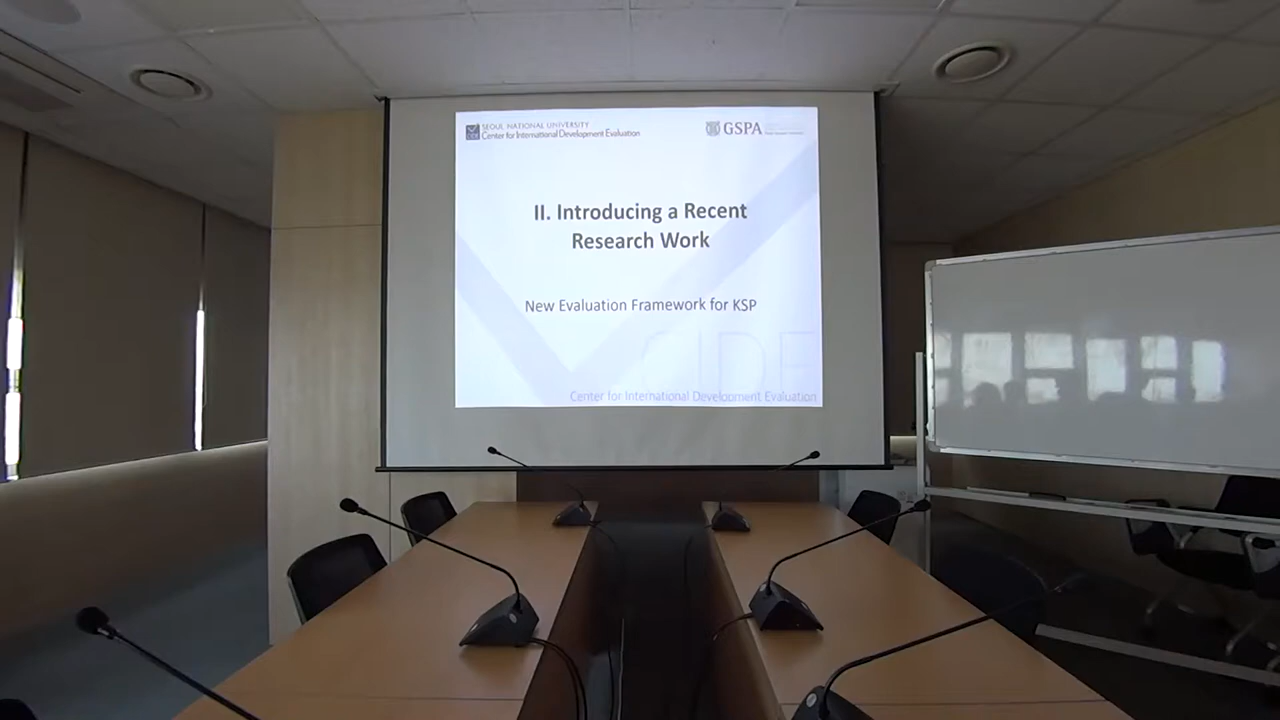 SEOUL NATIONAL UNIVERSITY
Center for International Development Evaluation
GSPA
II. Introducing a Recent
Research Work
New Evaluation Framework for KSP
CIDE
Center for International Development Evaluation